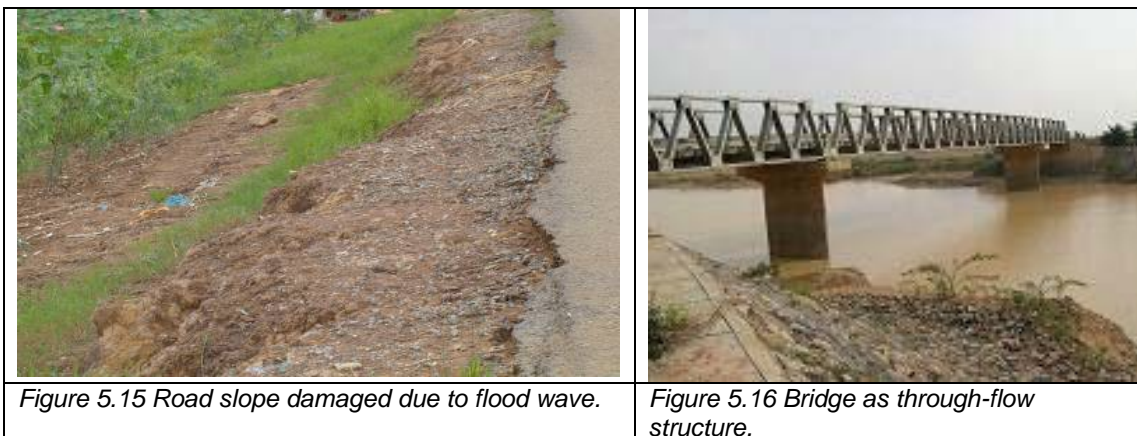 Figure 5.15 Road slope damaged due to flood wave.
Figure 5.16 Bridge as through-flow
structure.